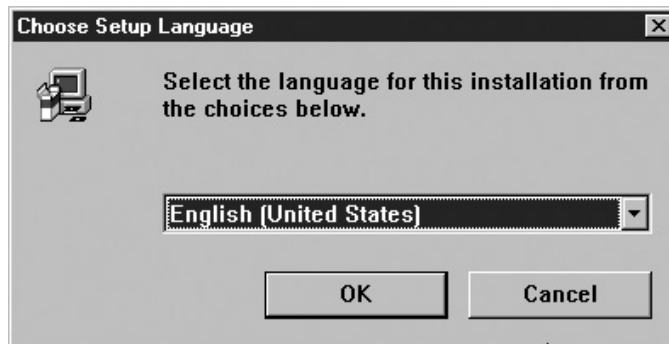 Choose Setup Language
Select the language for this installation from
the choices below.
English (United States)
OK
Cancel